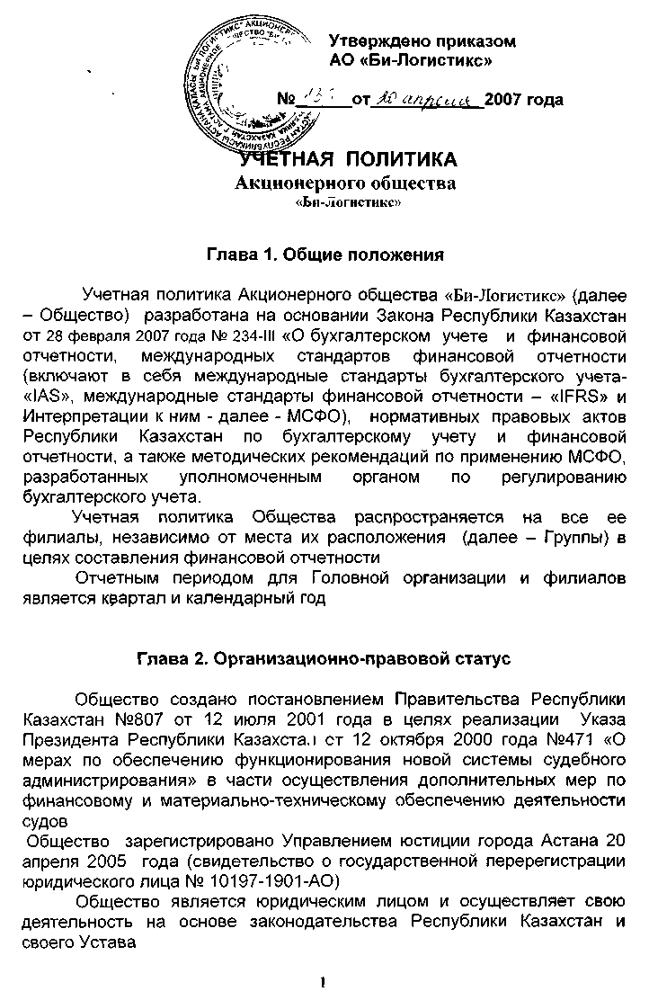 Утверждено приказом
АО «Би-Логистикс»
№ от 20 апреля 2007 года
УЧЕТНАЯ ПОЛИТИКА
Акционерного общества
«Би-Логистикс»
Глава 1. Общие положения
Учетная политика Акционерного общества «Би-Логистикс» (далее
– Общество) разработана на основании Закона Республики Казахстан
от 28 февраля 2007 года № 234-III «О бухгалтерском учете и финансовой
отчетности, международных стандартов финансовой отчетности
(включают в себя международные стандарты бухгалтерского учета-
«IAS», международные стандарты финансовой отчетности – «IFRS» и
Интерпретации к ним - далее - МСФО), нормативных правовых актов
Республики Казахстан по бухгалтерскому учету и финансовой
отчетности, а также методических рекомендаций по применению МСФО,
разработанных уполномоченным органом по регулированию
бухгалтерского учета.
Учетная политика Общества распространяется на все ее
филиалы, независимо от места их расположения (далее – Группы) в
целях составления финансовой отчетности
Отчетным периодом для Головной организации и филиалов
является квартал и календарный год
Глава 2. Организационно-правовой статус
Общество создано постановлением Правительства Республики
Казахстан №807 от 12 июля 2001 года в целях реализации Указа
Президента Республики Казахста.ı ст 12 октября 2000 года №471 «О
мерах по обеспечению функционирования новой системы судебного
администрирования» в части осуществления дополнительных мер по
финансовому и материально-техническому обеспечению деятельности
судов
Общество зарегистрировано Управлением юстиции города Астана 20
апреля 2005 года (свидетельство о государственной перерегистрации
юридического лица № 10197-1901-АО)
Общество является юридическим лицом и осуществляет свою
деятельность на основе законодательства Республики Казахстан и
своего Устава
1